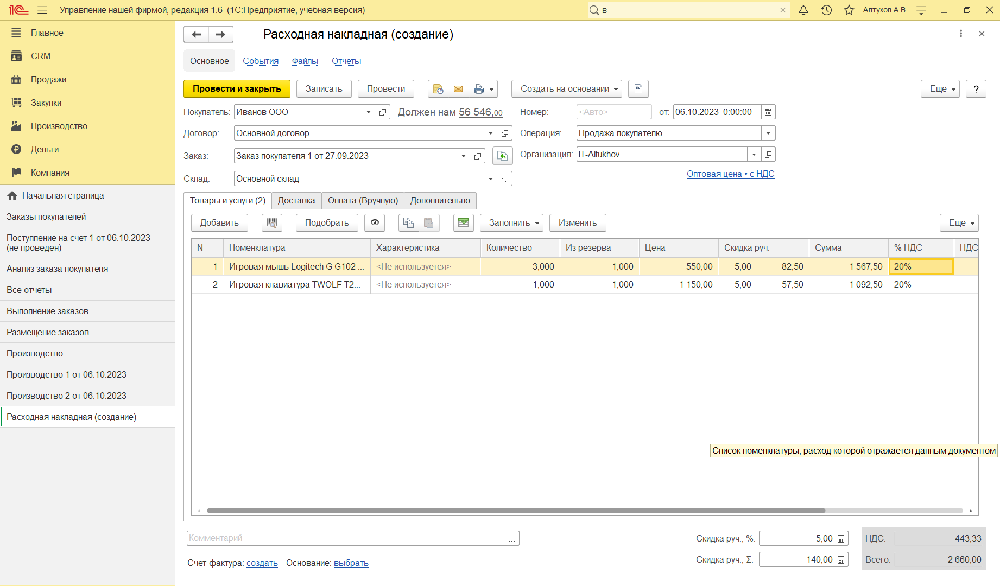 1С Управление нашей фирмой, редакция 1.6 (1С:Предприятие, учебная версия) в Алтухов А.В.
Главное
CRM
Продажи
Закупки
Производство
Деньги
Компания
Начальная страница
Заказы покупателей
Поступление на счет 1 от 06.10.2023
(не проведен)
Анализ заказа покупателя
Все отчеты
Выполнение заказов
Размещение заказов
Производство
Производство 1 от 06.10.2023
Производство 2 от 06.10.2023
Расходная накладная (создание)
Расходная накладная (создание)
Основное События Файлы Отчеты
Провести и закрыть Записать Провести Создать на основании Еще ?
Покупатель: Иванов ООО Должен нам 56 546,00 Номер: <Авто> от: 06.10.2023 0:00:00
Договор: Основной договор Операция: Продажа покупателю
Заказ: Заказ покупателя 1 от 27.09.2023 Организация: IT-Altukhov
Склад: Основной склад Оптовая цена • с НДС
Товары и услуги (2) Доставка Оплата (Вручную) Дополнительно
Добавить Подобрать Заполнить Изменить Еще
N Номенклатура Характеристика Количество Из резерва Цена Скидка руч. Сумма % НДС НДС
1 Игровая мышь Logitech G G102 ... <Не используется> 3,000 1,000 550,00 5,00 82,50 1 567,50 20%
2 Игровая клавиатура TWOLF T2... <Не используется> 1,000 1,000 1 150,00 5,00 57,50 1 092,50 20%
Список номенклатуры, расход которой отражается данным документом
Комментарий ... Скидка руч., %: 5,00 НДС: 443,33
Счет-фактура: создать Основание: выбрать Скидка руч., Σ: 140,00 Всего: 2 660,00